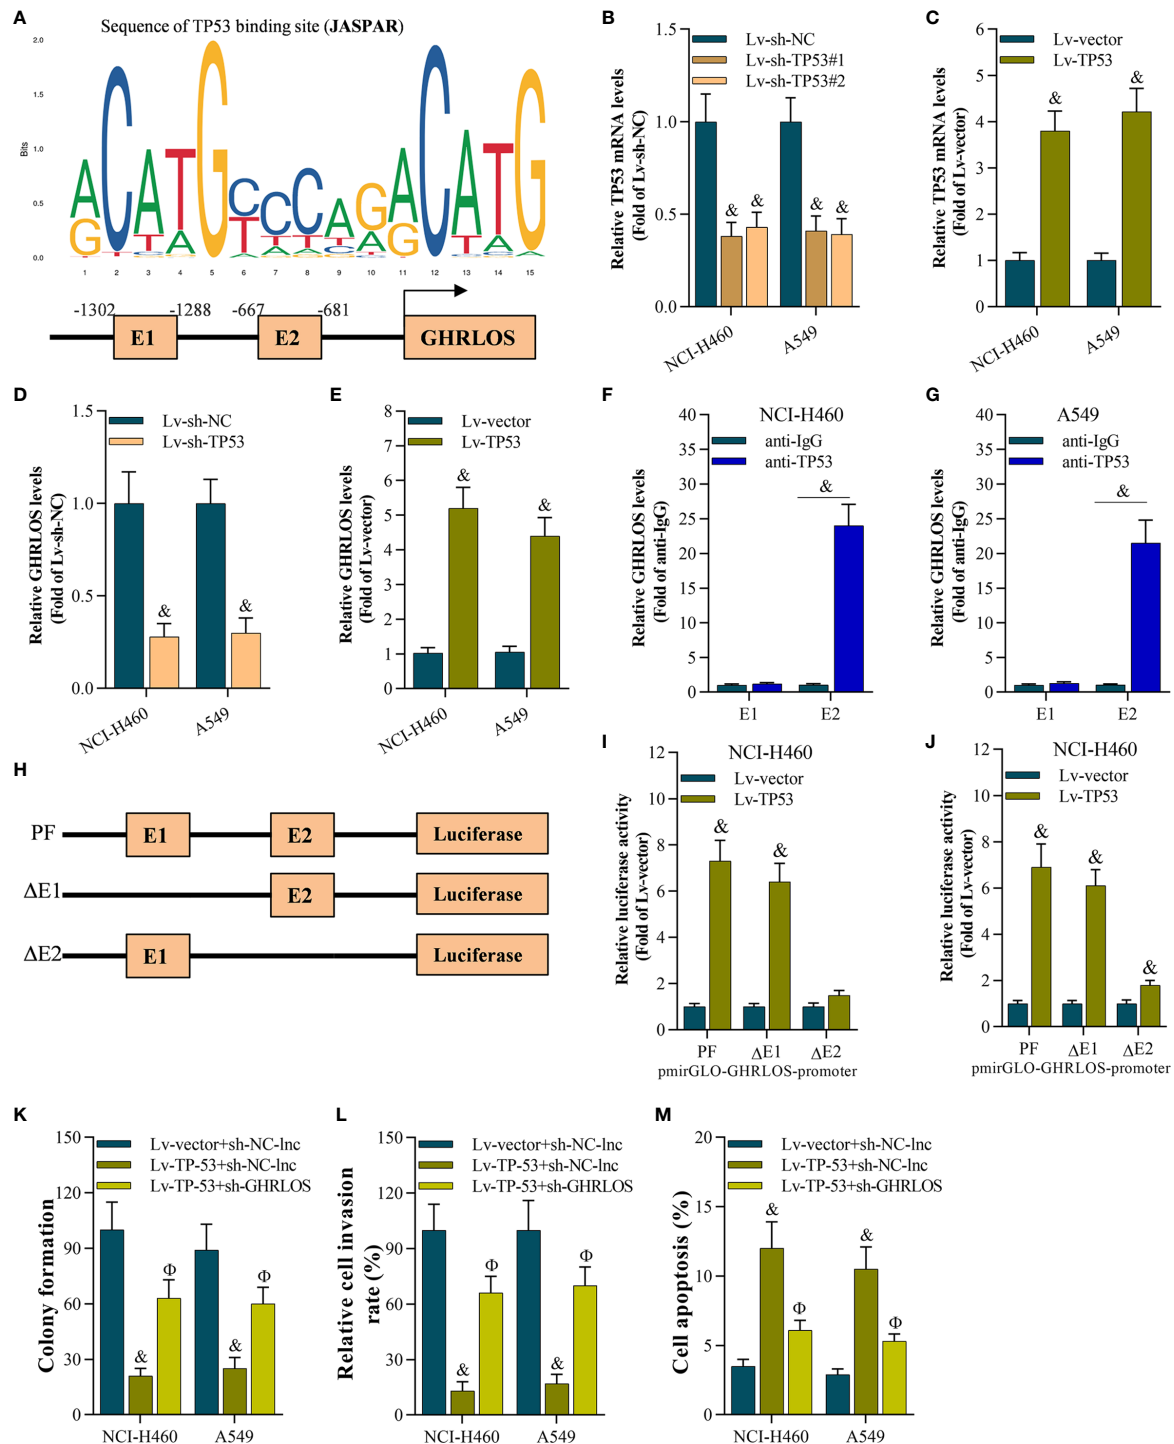 A
Sequence of TP53 binding site (JASPAR)
2.0
1.5
1.0
0.5
0.0
Bits
1 2 3 4 5 6 7 8 9 10 11 12 13 14 15
-1302 -1288 -667 -681
E1 E2 GHRLOS
B
Lv-sh-NC
Lv-sh-TP53#1
Lv-sh-TP53#2
Relative TP53 mRNA levels
(Fold of Lv-sh-NC)
1.5
1.0
0.5
0.0
& & & &
NCI-H460 A549
C
Lv-vector
Lv-TP53
Relative TP53 mRNA levels
(Fold of Lv-vector)
6
5
4
3
2
1
0
& &
NCI-H460 A549
D
Lv-sh-NC
Lv-sh-TP53
Relative GHRLOS levels
(Fold of Lv-sh-NC)
1.5
1.0
0.5
0.0
& &
NCI-H460 A549
E
Lv-vector
Lv-TP53
Relative GHRLOS levels
(Fold of Lv-vector)
8
7
6
5
4
3
2
1
0
& &
NCI-H460 A549
F
NCI-H460
anti-IgG
anti-TP53
Relative GHRLOS levels
(Fold of anti-IgG)
40
35
30
25
20
15
10
5
0
&
E1 E2
G
A549
anti-IgG
anti-TP53
Relative GHRLOS levels
(Fold of anti-IgG)
40
35
30
25
20
15
10
5
0
&
E1 E2
H
PF E1 E2 Luciferase
ΔE1 E2 Luciferase
ΔE2 E1 Luciferase
I
NCI-H460
Lv-vector
Lv-TP53
Relative luciferase activity
(Fold of Lv-vector)
12
10
8
6
4
2
0
& &
PF ΔE1 ΔE2
pmirGLO-GHRLOS-promoter
J
NCI-H460
Lv-vector
Lv-TP53
Relative luciferase activity
(Fold of Lv-vector)
12
10
8
6
4
2
0
& & &
PF ΔE1 ΔE2
pmirGLO-GHRLOS-promoter
K
Lv-vector+sh-NC-lnc
Lv-TP-53+sh-NC-lnc
Lv-TP-53+sh-GHRLOS
Colony formation
150
120
90
60
30
0
& Φ & Φ
NCI-H460 A549
L
Lv-vector+sh-NC-lnc
Lv-TP-53+sh-NC-lnc
Lv-TP-53+sh-GHRLOS
Relative cell invasion
rate (%)
150
120
90
60
30
0
& Φ & Φ
NCI-H460 A549
M
Lv-vector+sh-NC-lnc
Lv-TP-53+sh-NC-lnc
Lv-TP-53+sh-GHRLOS
Cell apoptosis (%)
20
15
10
5
0
& Φ & Φ
NCI-H460 A549